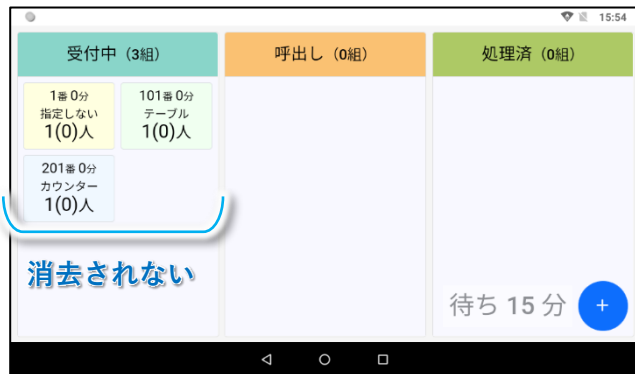 15:54
受付中（3組）
呼出し（0組）
処理済（0組）
1番 0分
指定しない
1(0)人
101番 0分
テーブル
1(0)人
201番 0分
カウンター
1(0)人
消去されない
待ち 15 分
+